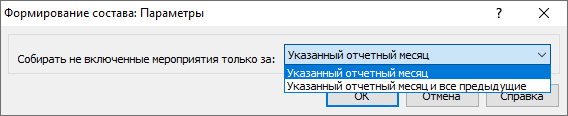 Формирование состава: Параметры
Собирать не включенные мероприятия только за: Указанный отчетный месяц
Указанный отчетный месяц
Указанный отчетный месяц и все предыдущие
ОК Отмена Справка